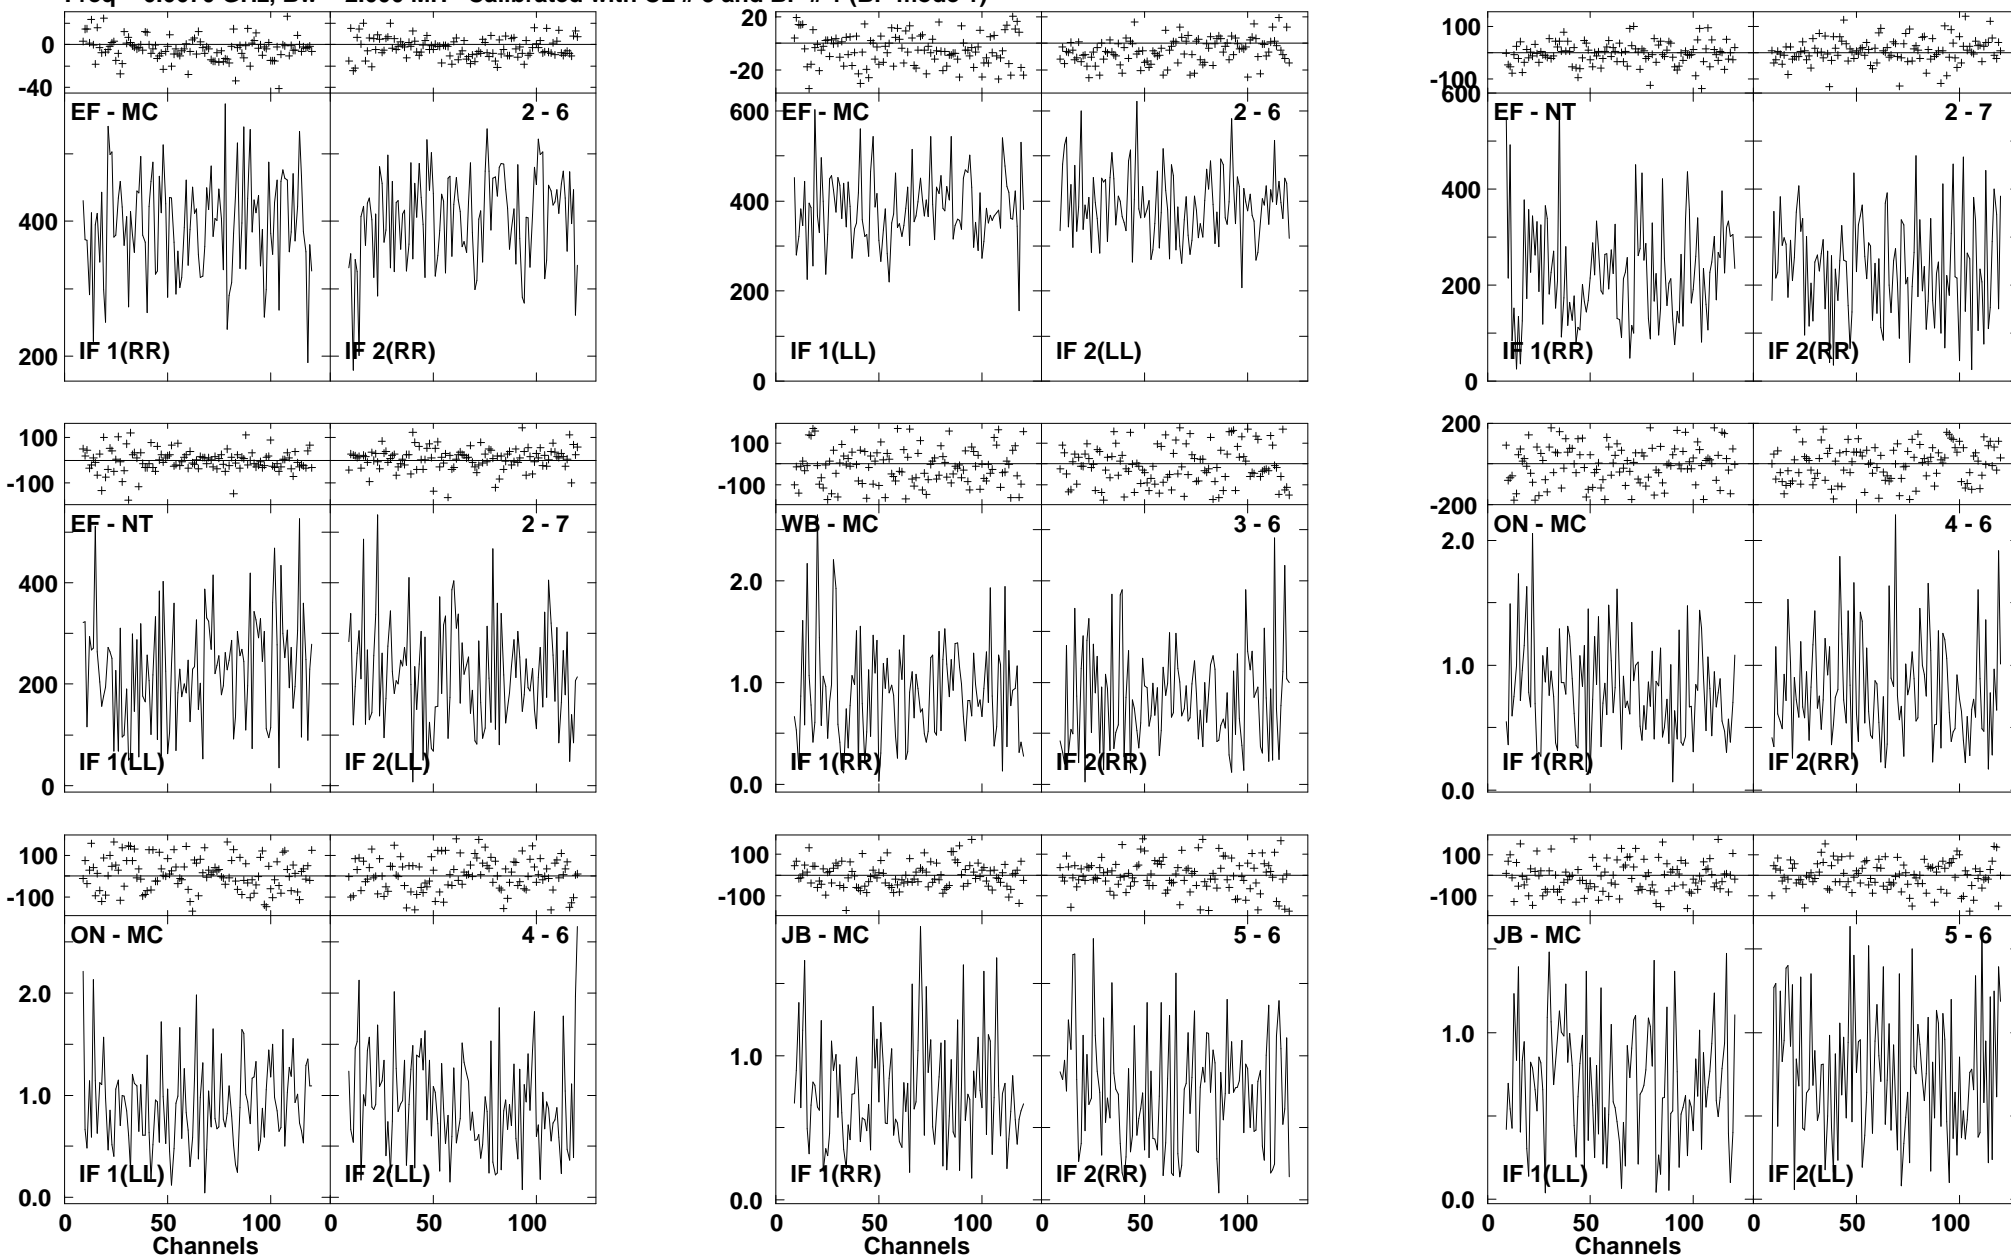 0
-40
EF - MC
2 - 6
400
200
IF 1(RR)
IF 2(RR)
20
-20
EF - MC
2 - 6
600
400
200
0
IF 1(LL)
IF 2(LL)
100
-100
EF - NT
2 - 7
600
400
200
0
IF 1(RR)
IF 2(RR)
100
-100
EF - NT
2 - 7
400
200
0
IF 1(LL)
IF 2(LL)
100
-100
WB - MC
3 - 6
2.0
1.0
0.0
IF 1(RR)
IF 2(RR)
200
-200
ON - MC
4 - 6
2.0
1.0
0.0
IF 1(RR)
IF 2(RR)
100
-100
ON - MC
4 - 6
2.0
1.0
0.0
IF 1(LL)
IF 2(LL)
0 50 100 0 50 100
Channels
100
-100
JB - MC
5 - 6
1.0
0.0
IF 1(RR)
IF 2(RR)
0 50 100 0 50 100
Channels
100
-100
JB - MC
5 - 6
1.0
0.0
IF 1(LL)
IF 2(LL)
0 50 100 0 50 100
Channels